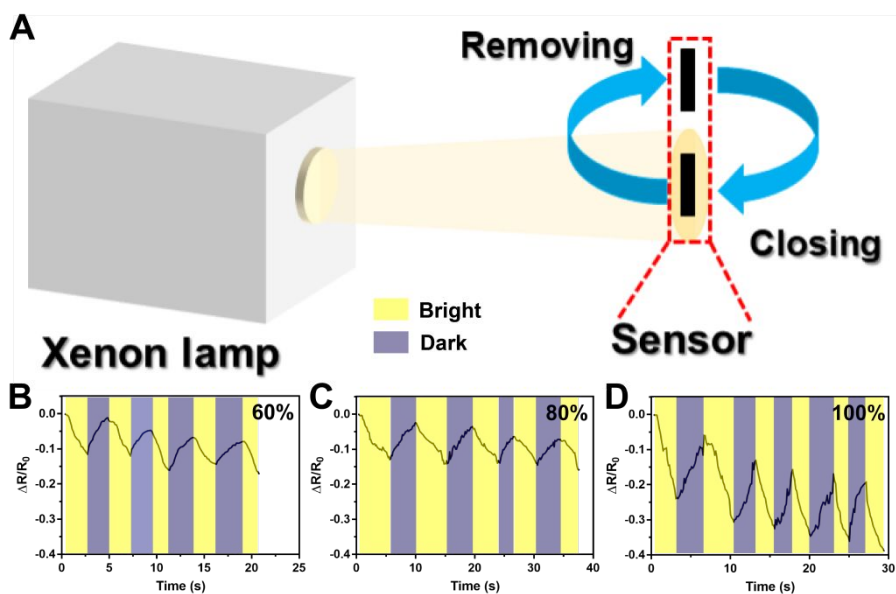 A
Removing
Closing
Bright
Dark
Xenon lamp
Sensor
B
60%
0.0
-0.1
-0.2
-0.3
-0.4
ΔR/R0
0 5 10 15 20 25
Time (s)
C
80%
0.0
-0.1
-0.2
-0.3
-0.4
ΔR/R0
0 10 20 30 40
Time (s)
D
100%
0.0
-0.1
-0.2
-0.3
-0.4
ΔR/R0
0 10 20 30
Time (s)